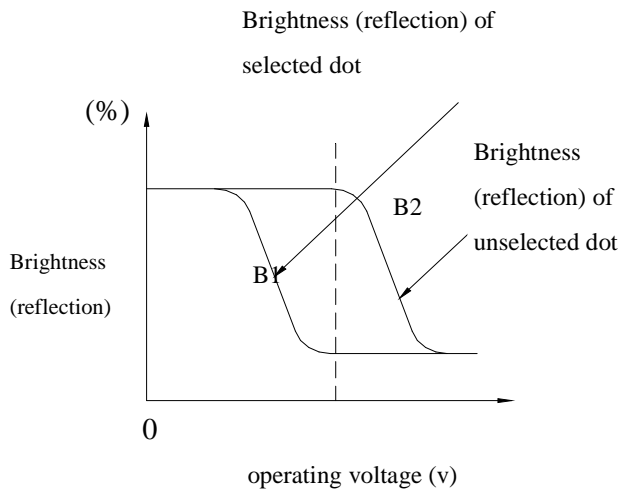 Brightness (reflection) of
selected dot
(%)
Brightness
(reflection) of
unselected dot
B2
B1
Brightness
(reflection)
0
operating voltage (v)